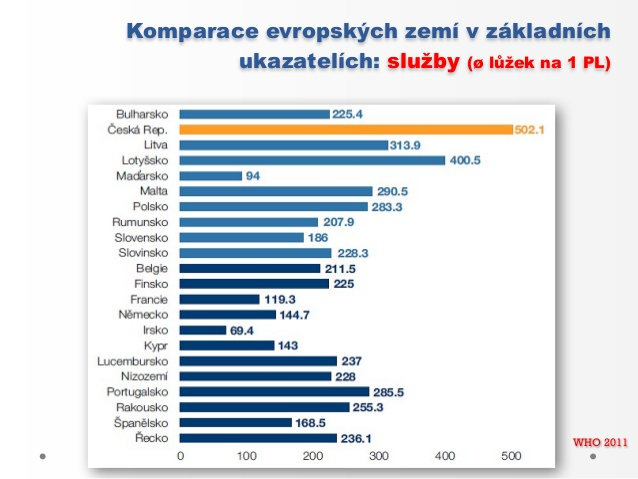 Komparace evropských zemí v základních
ukazatelích: služby (ø lůžek na 1 PL)
Bulharsko 225.4
Česká Rep. 502.1
Litva 313.9
Lotyšsko 400.5
Maďarsko 94
Malta 290.5
Polsko 283.3
Rumunsko 207.9
Slovensko 186
Slovinsko 228.3
Belgie 211.5
Finsko 225
Francie 119.3
Německo 144.7
Irsko 69.4
Kypr 143
Lucembursko 237
Nizozemí 228
Portugalsko 285.5
Rakousko 255.3
Španělsko 168.5
Řecko 236.1
0 100 200 300 400 500
WHO 2011